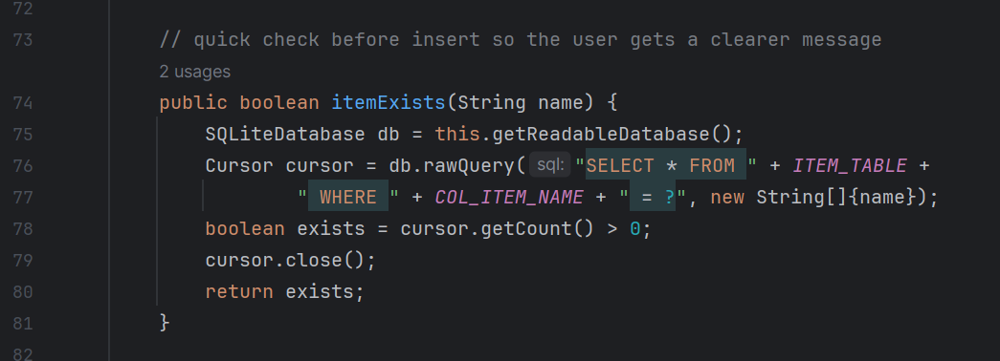 72
73 // quick check before insert so the user gets a clearer message
2 usages
74 public boolean itemExists(String name) {
75 SQLiteDatabase db = this.getReadableDatabase();
76 Cursor cursor = db.rawQuery( sql: "SELECT * FROM " + ITEM_TABLE +
77 " WHERE " + COL_ITEM_NAME + " = ?", new String[]{name});
78 boolean exists = cursor.getCount() > 0;
79 cursor.close();
80 return exists;
81 }
82